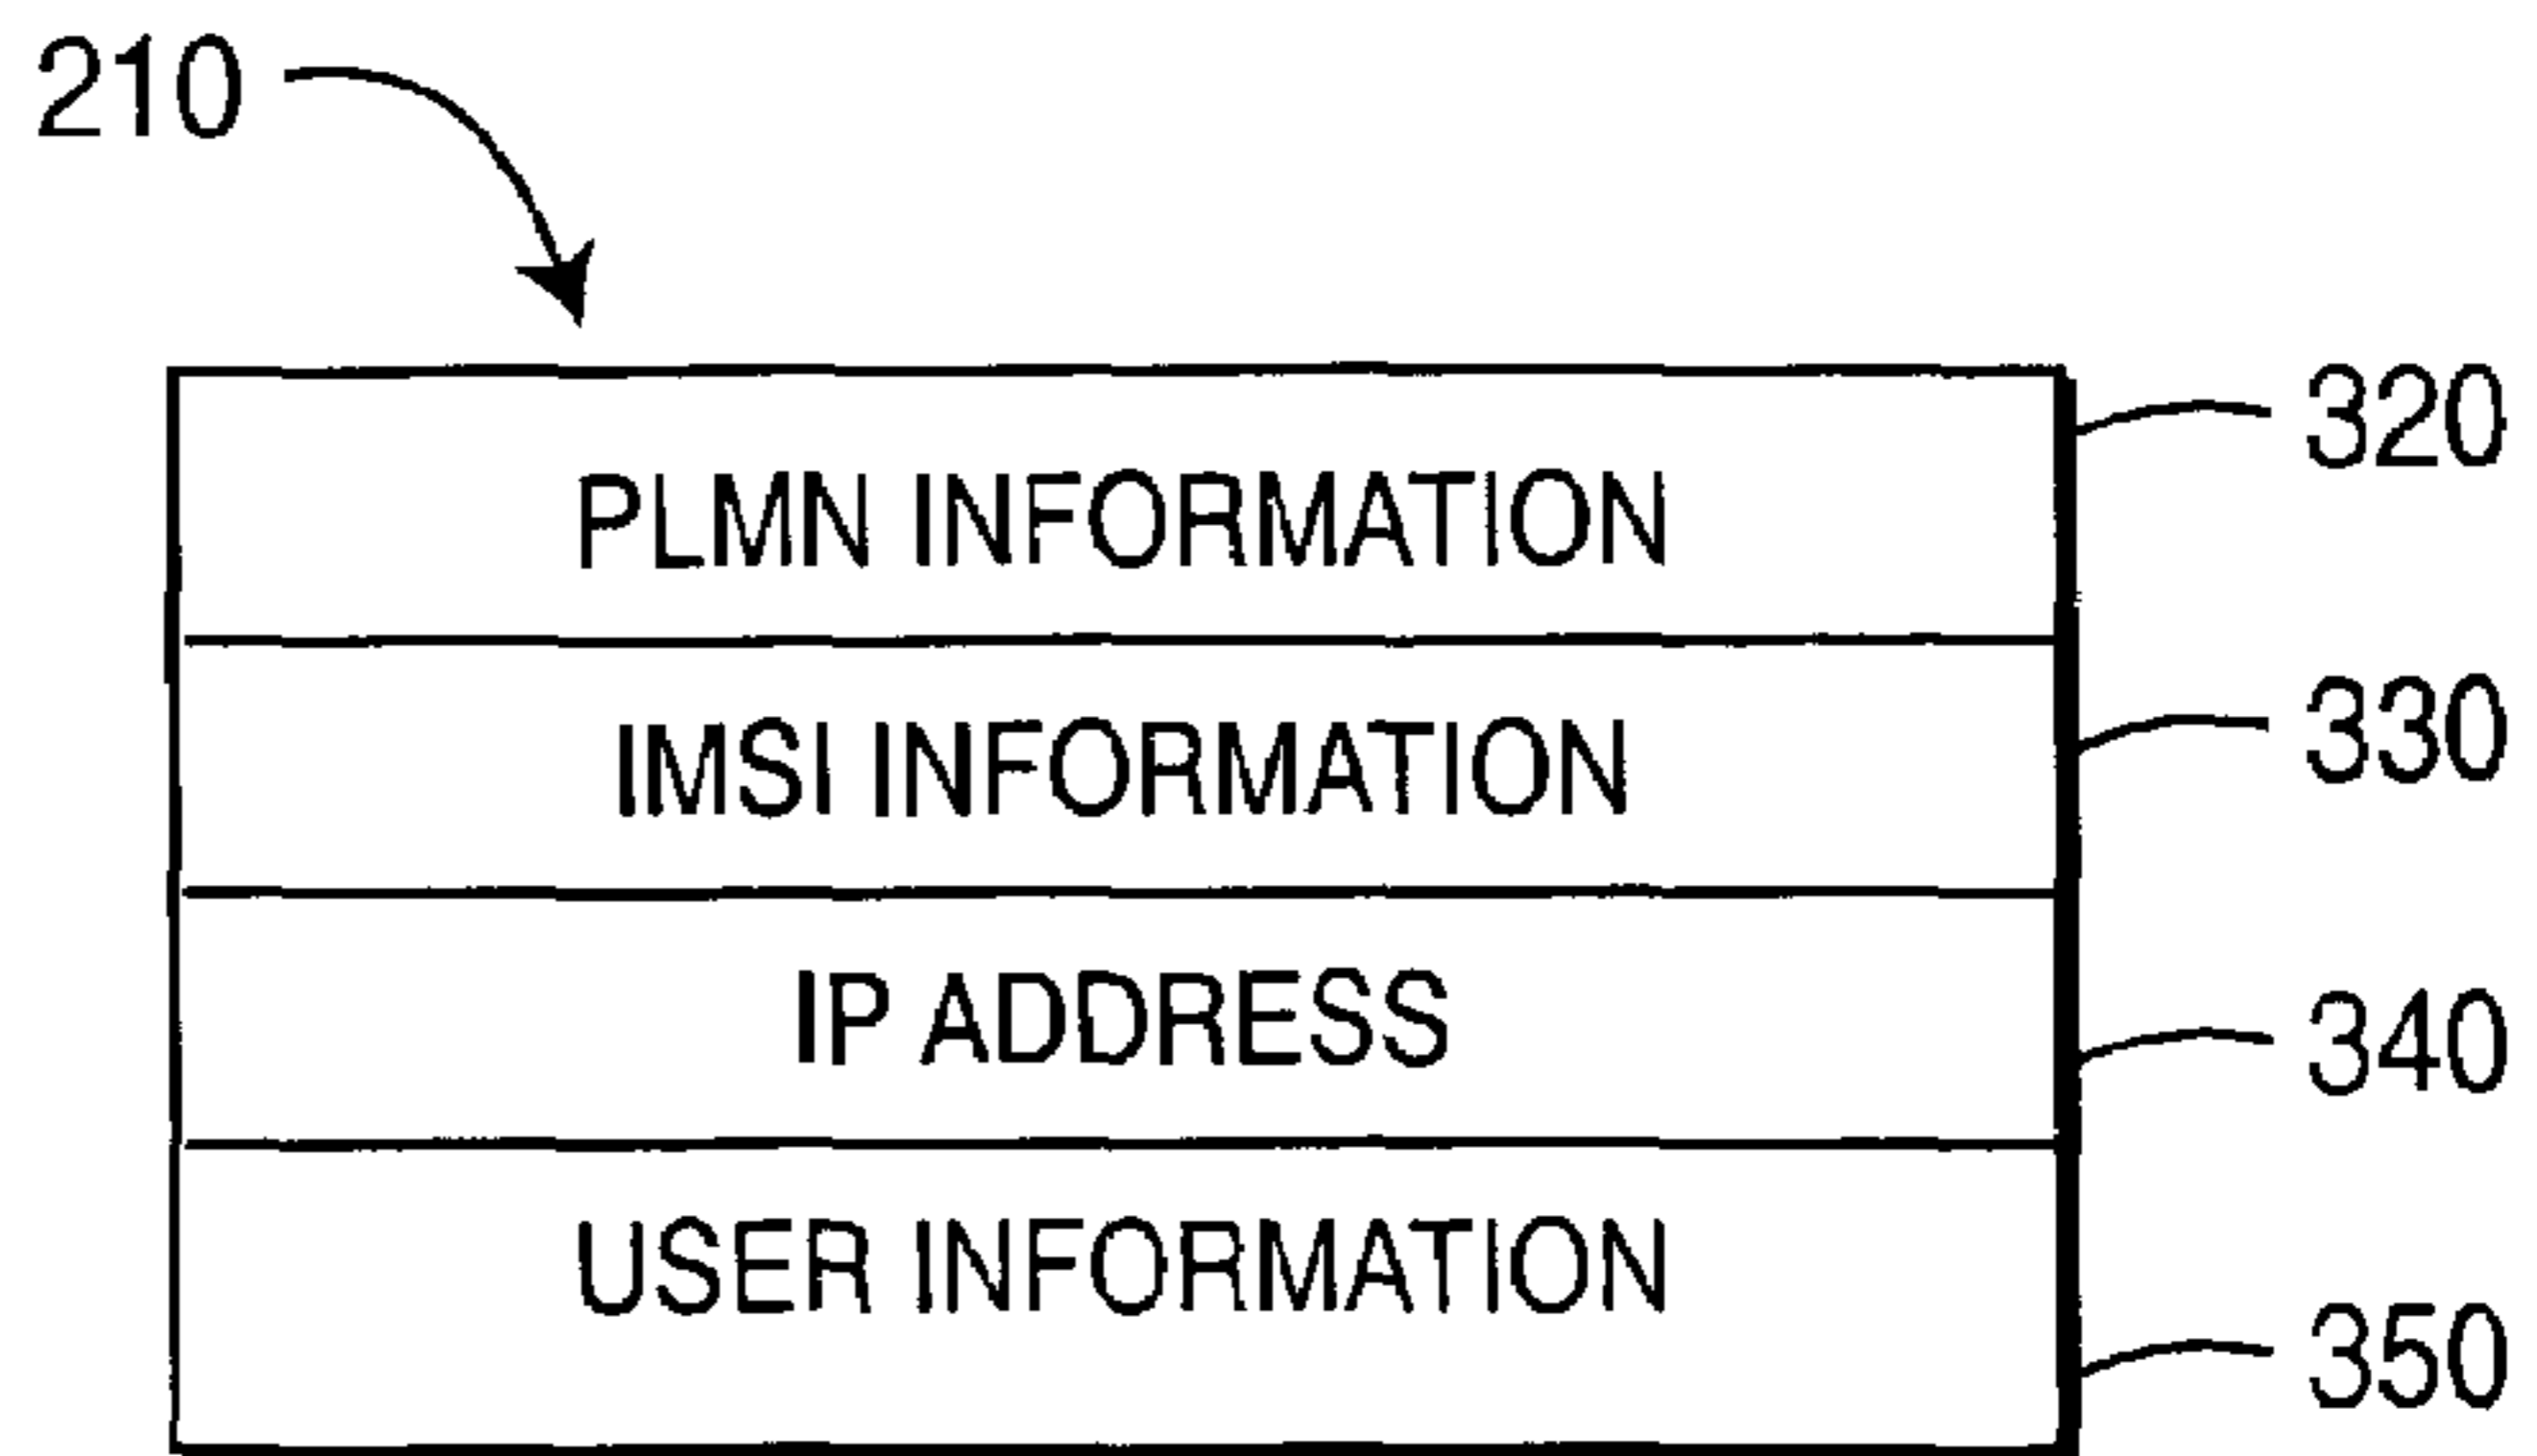 210
PLMN INFORMATION 320
IMSI INFORMATION 330
IP ADDRESS 340
USER INFORMATION 350